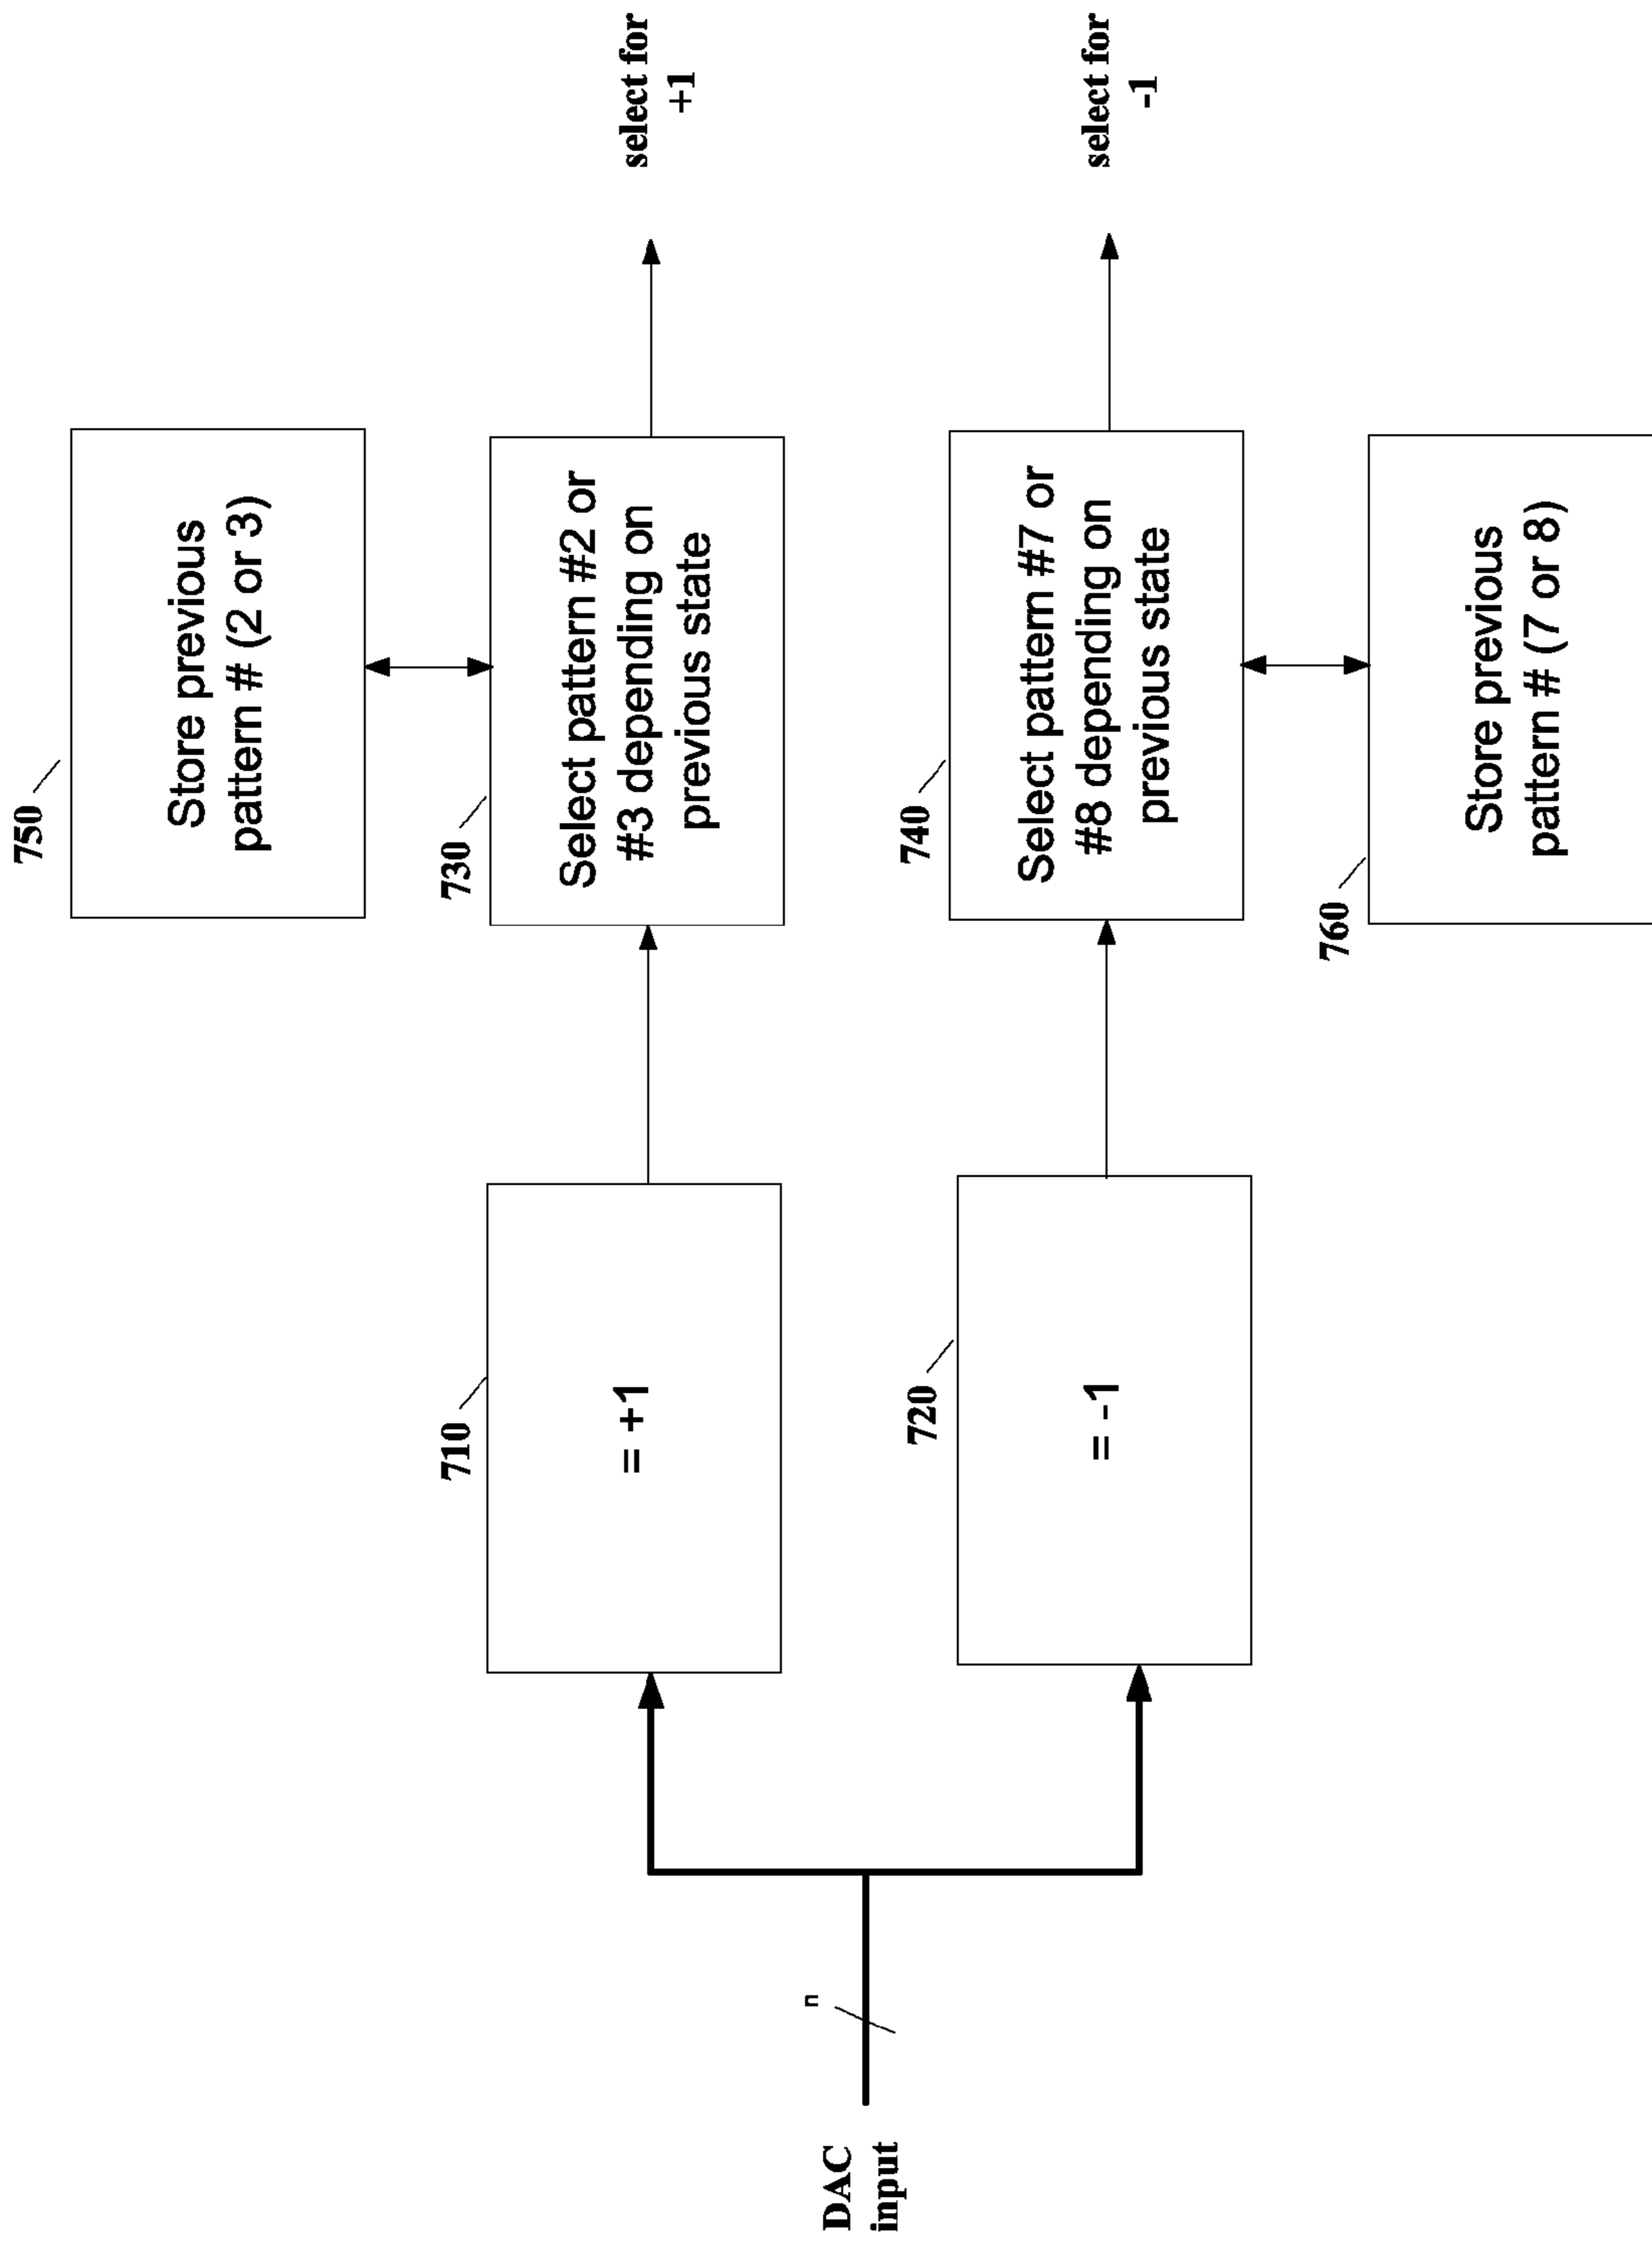 750
Store previous
pattern # (2 or 3)
710
= +1
730
Select pattern #2 or
#3 depending on
previous state
select for
+1
DAC
input
n
720
= -1
740
Select pattern #7 or
#8 depending on
previous state
select for
-1
760
Store previous
pattern # (7 or 8)